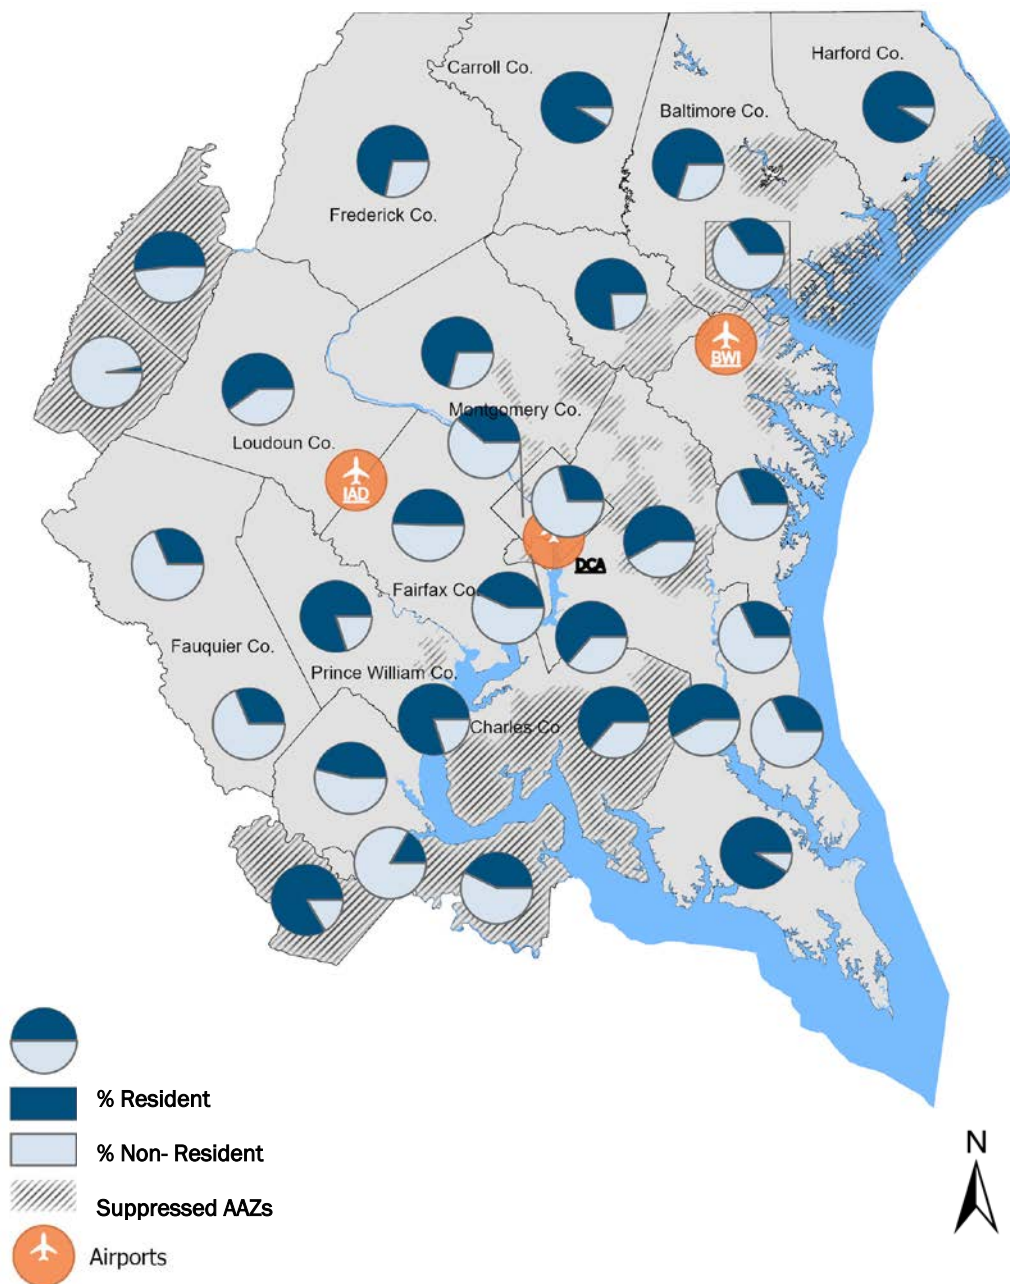 Harford Co.
Carroll Co.
Baltimore Co.
Frederick Co.
BWI
Montgomery Co.
Loudoun Co.
IAD
DCA
Fairfax Co.
Fauquier Co.
Prince William Co.
Charles Co
% Resident
% Non- Resident
Suppressed AAZs
Airports
N